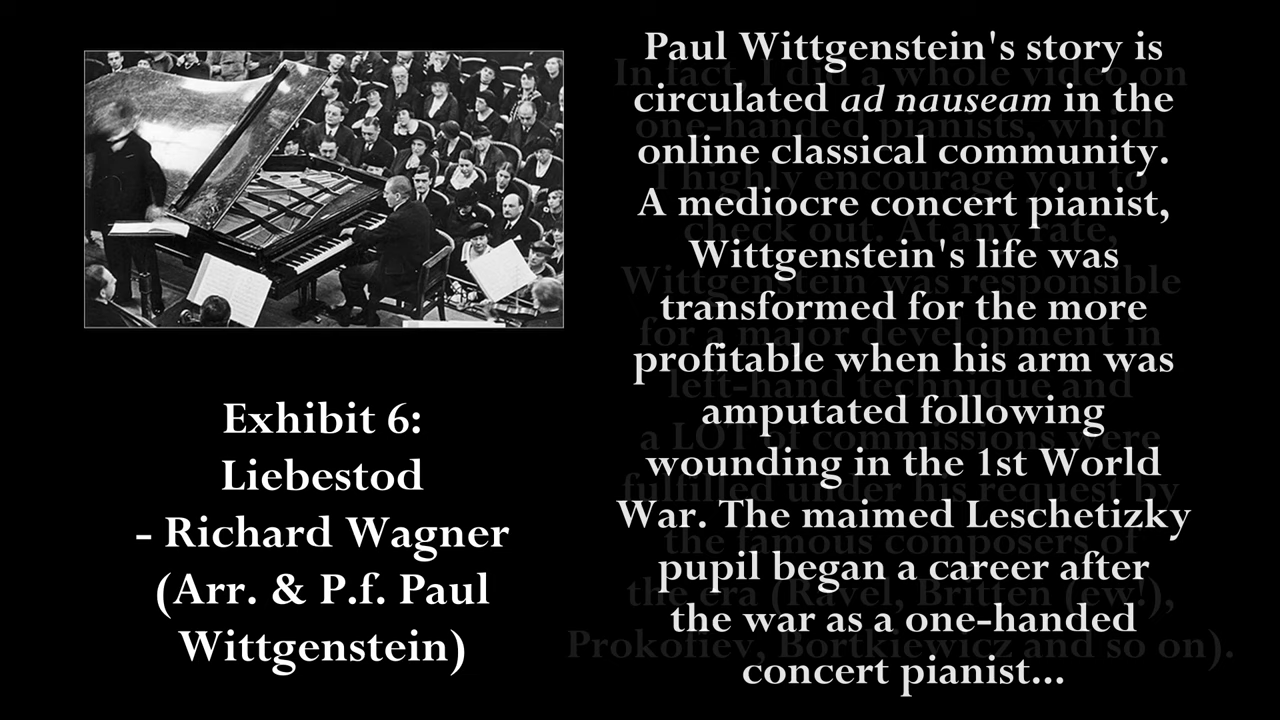 Exhibit 6:
Liebestod
- Richard Wagner
(Arr. & P.f. Paul
Wittgenstein)
Paul Wittgenstein's story is
circulated ad nauseam in the
online classical community.
A mediocre concert pianist,
Wittgenstein's life was
transformed for the more
profitable when his arm was
amputated following
wounding in the 1st World
War. The maimed Leschetizky
pupil began a career after
the war as a one-handed
concert pianist...
In fact, I did a whole video on
one-handed pianists, which
I highly encourage you to
check out. At any rate,
Wittgenstein was responsible
for a major development in
left-hand technique and
a LOT of commissions were
fulfilled under his request by
the famous composers of
the era (Ravel, Britten (ew!),
Prokofiev, Bortkiewicz and so on).